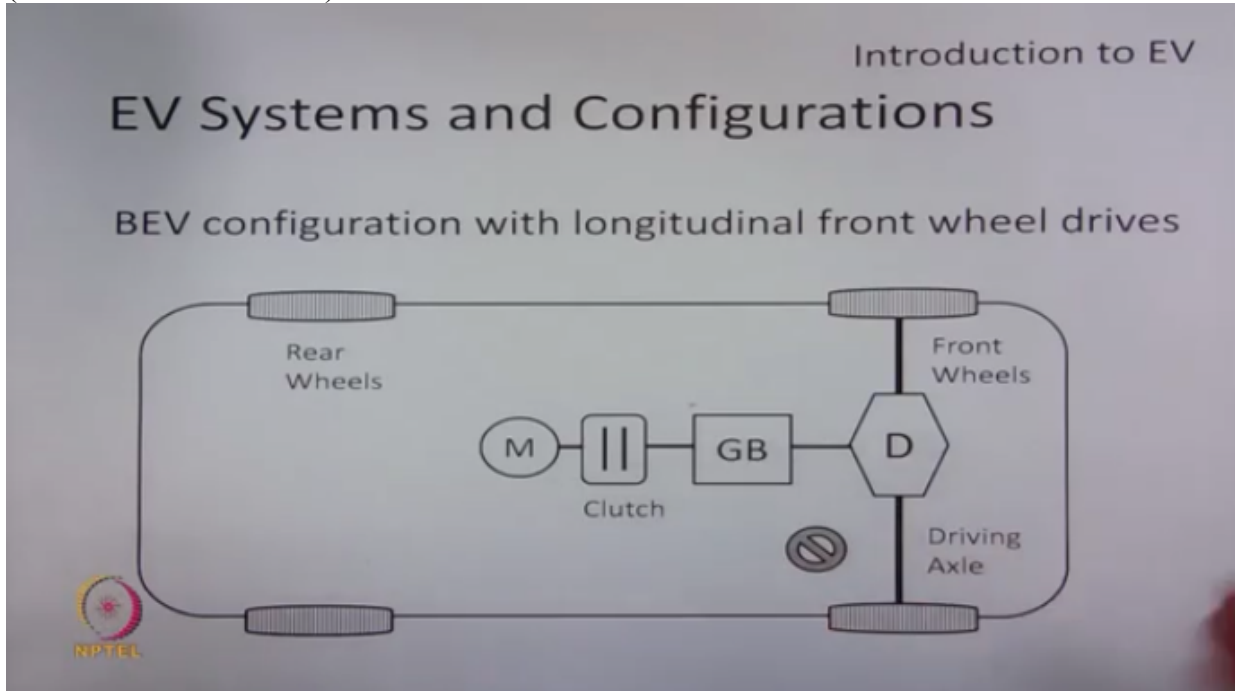 Introduction to EV
EV Systems and Configurations
BEV configuration with longitudinal front wheel drives
Rear
Wheels
Front
Wheels
M
GB
D
Clutch
Driving
Axle
NPTEL